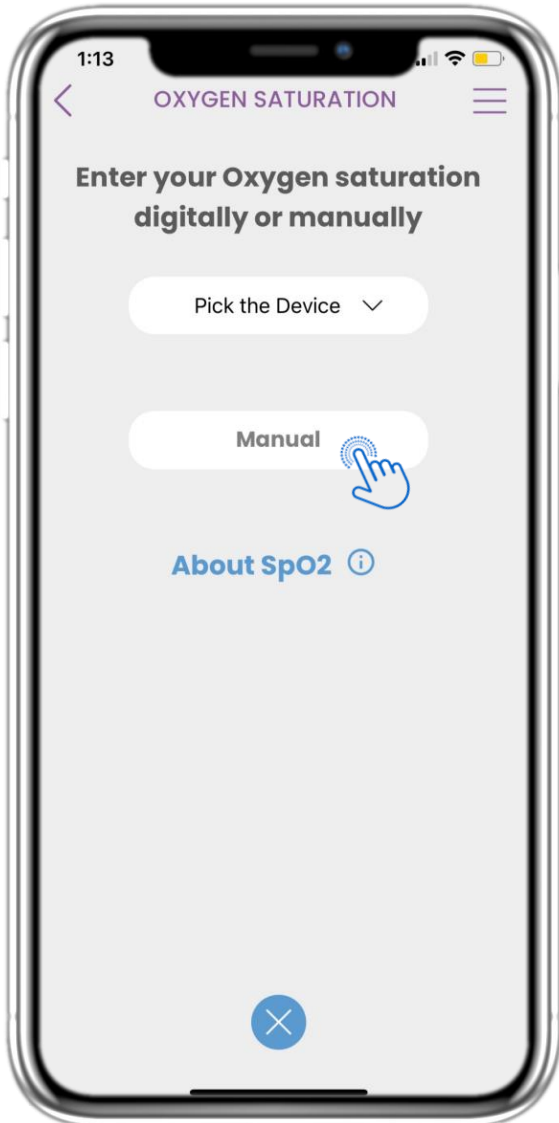 1:13
OXYGEN SATURATION
Enter your Oxygen saturation
digitally or manually
Pick the Device
Manual
About SpO2